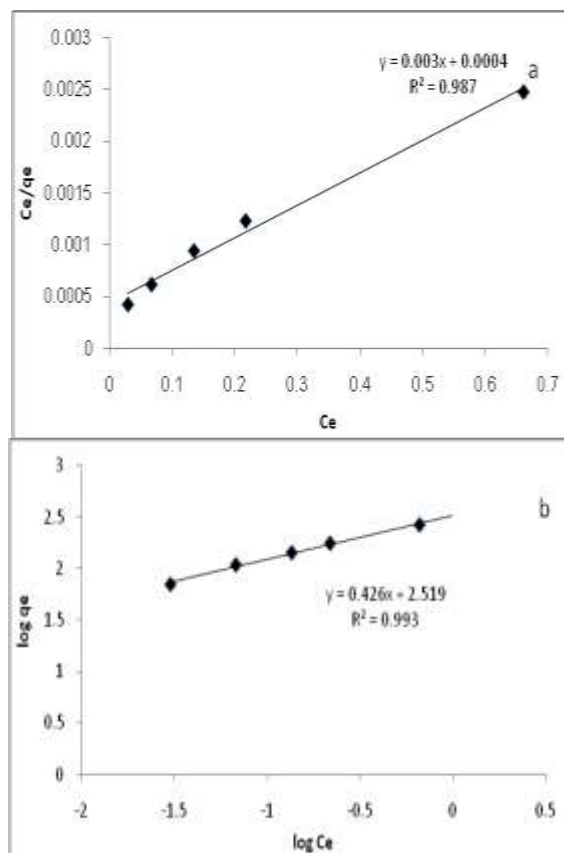 0.003
y = 0.003x + 0.0004
a
R² = 0.987
0.0025
0.002
Ce/qe
0.0015
0.001
0.0005
0
0 0.1 0.2 0.3 0.4 0.5 0.6 0.7
Ce
3
b
2.5
2
log qe
y = 0.426x + 2.519
R² = 0.993
1.5
1
0.5
0
-2 -1.5 -1 -0.5 0 0.5
log Ce